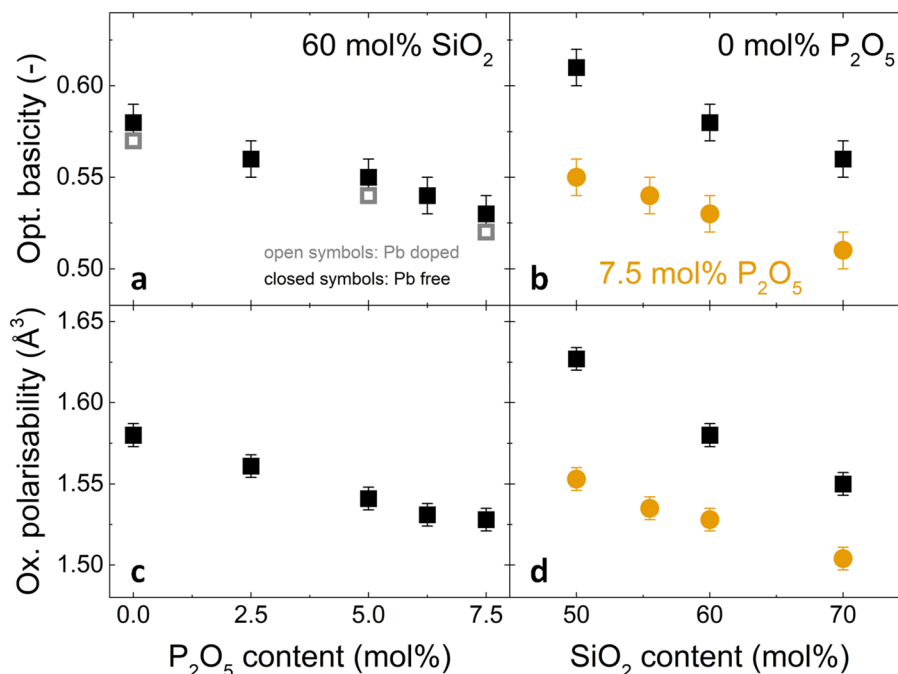 60 mol% SiO₂
0 mol% P₂O₅
Opt. basicity (-)
0.60
0.55
0.50
open symbols: Pb doped
closed symbols: Pb free
a
b
7.5 mol% P₂O₅
Ox. polarisability (Å³)
1.65
1.60
1.55
1.50
c
d
0.0 2.5 5.0 7.5
50 60 70
P₂O₅ content (mol%)
SiO₂ content (mol%)